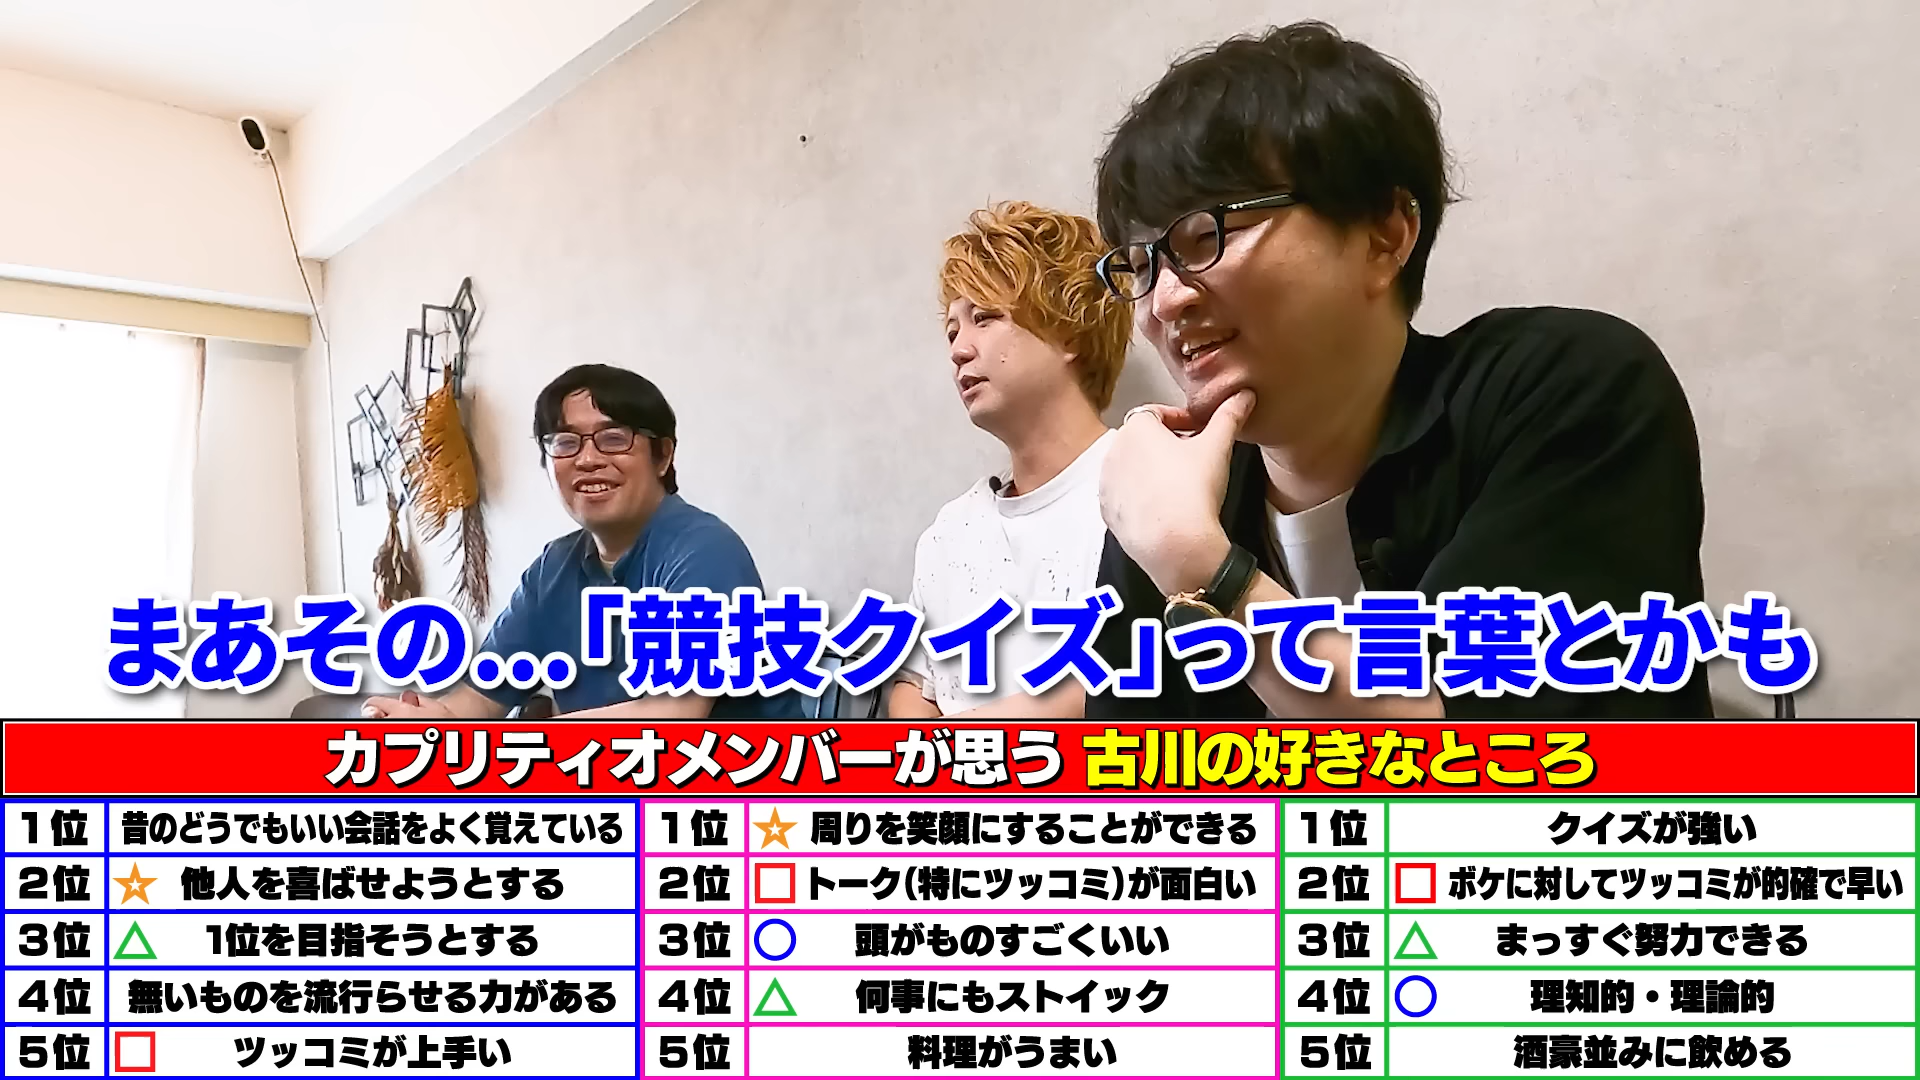 まあその...「競技クイズ」って言葉とかも
カプリティオメンバーが思う 古川の好きなところ
1位 昔のどうでもいい会話をよく覚えている
2位 ☆ 他人を喜ばせようとする
3位 △ 1位を目指そうとする
4位 無いものを流行らせる力がある
5位 □ ツッコミが上手い
1位 ☆ 周りを笑顔にすることができる
2位 □ トーク(特にツッコミ)が面白い
3位 ○ 頭がものすごくいい
4位 △ 何事にもストイック
5位 料理がうまい
1位 クイズが強い
2位 □ ボケに対してツッコミが的確で早い
3位 △ まっすぐ努力できる
4位 ○ 理知的・理論的
5位 酒豪並みに飲める